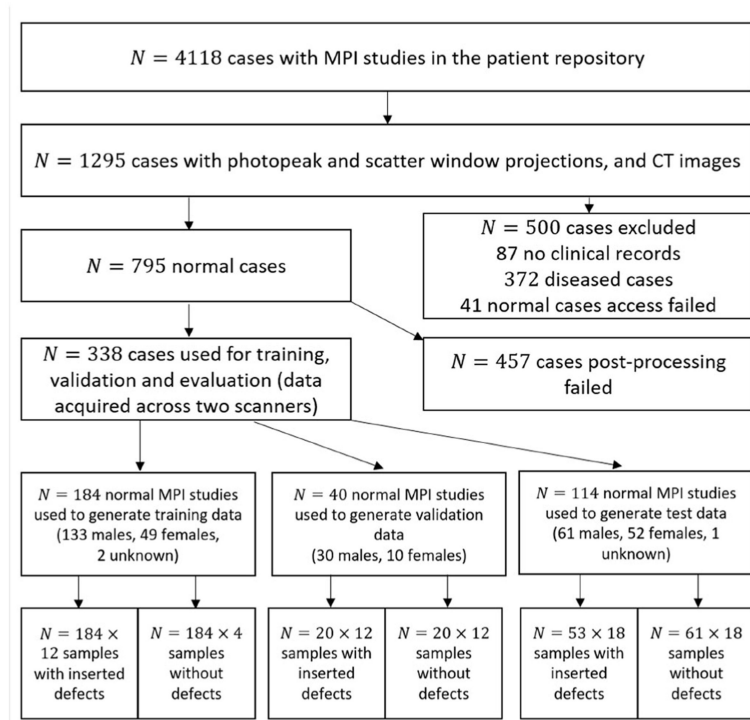 N = 4118 cases with MPI studies in the patient repository
N = 1295 cases with photopeak and scatter window projections, and CT images
N = 795 normal cases
N = 500 cases excluded
87 no clinical records
372 diseased cases
41 normal cases access failed
N = 338 cases used for training,
validation and evaluation (data
acquired across two scanners)
N = 457 cases post-processing
failed
N = 184 normal MPI studies
used to generate training data
(133 males, 49 females,
2 unknown)
N = 40 normal MPI studies
used to generate validation
data
(30 males, 10 females)
N = 114 normal MPI studies
used to generate test data
(61 males, 52 females, 1
unknown)
N = 184 ×
12 samples
with inserted
defects
N = 184 × 4
samples
without
defects
N = 20 × 12
samples with
inserted
defects
N = 20 × 12
samples
without
defects
N = 53 × 18
samples with
inserted
defects
N = 61 × 18
samples
without
defects